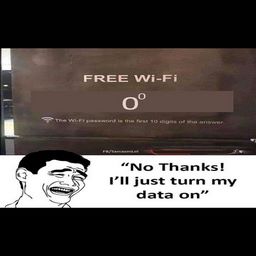 FREE Wi-Fi
0⁰
The Wi-Fi password is the first 10 digits of the answer.
“No Thanks!
I’ll just turn my
data on”